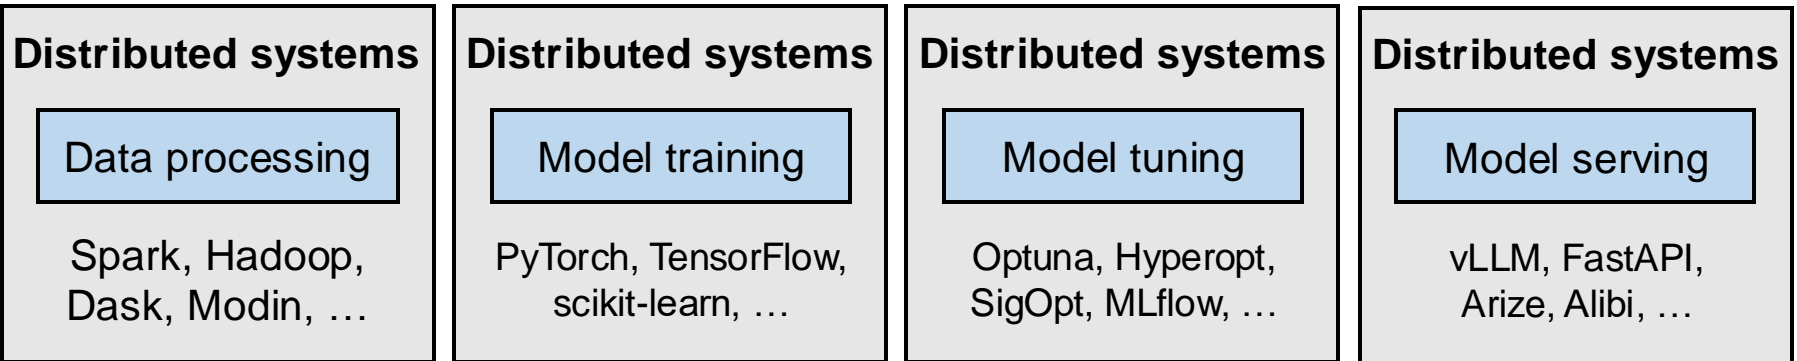 Distributed systems
Data processing
Spark, Hadoop,
Dask, Modin, …
Distributed systems
Model training
PyTorch, TensorFlow,
scikit-learn, …
Distributed systems
Model tuning
Optuna, Hyperopt,
SigOpt, MLflow, …
Distributed systems
Model serving
vLLM, FastAPI,
Arize, Alibi, …